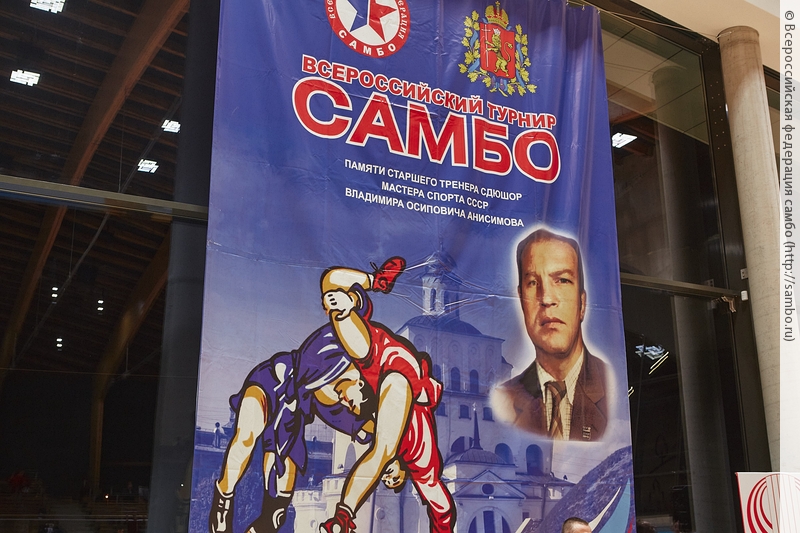 САМБО
ВСЕРОССИЙСКИЙ ТУРНИР
САМБО
ПАМЯТИ СТАРШЕГО ТРЕНЕРА СДЮШОР
МАСТЕРА СПОРТА СССР
ВЛАДИМИРА ОСИПОВИЧА АНИСИМОВА
© Всероссийская федерация самбо (http://sambo.ru)